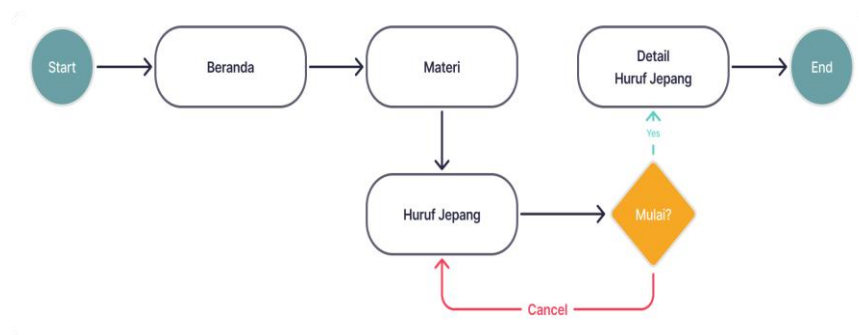 Start
Beranda
Materi
Detail
Huruf Jepang
End
Yes
Huruf Jepang
Mulai?
Cancel